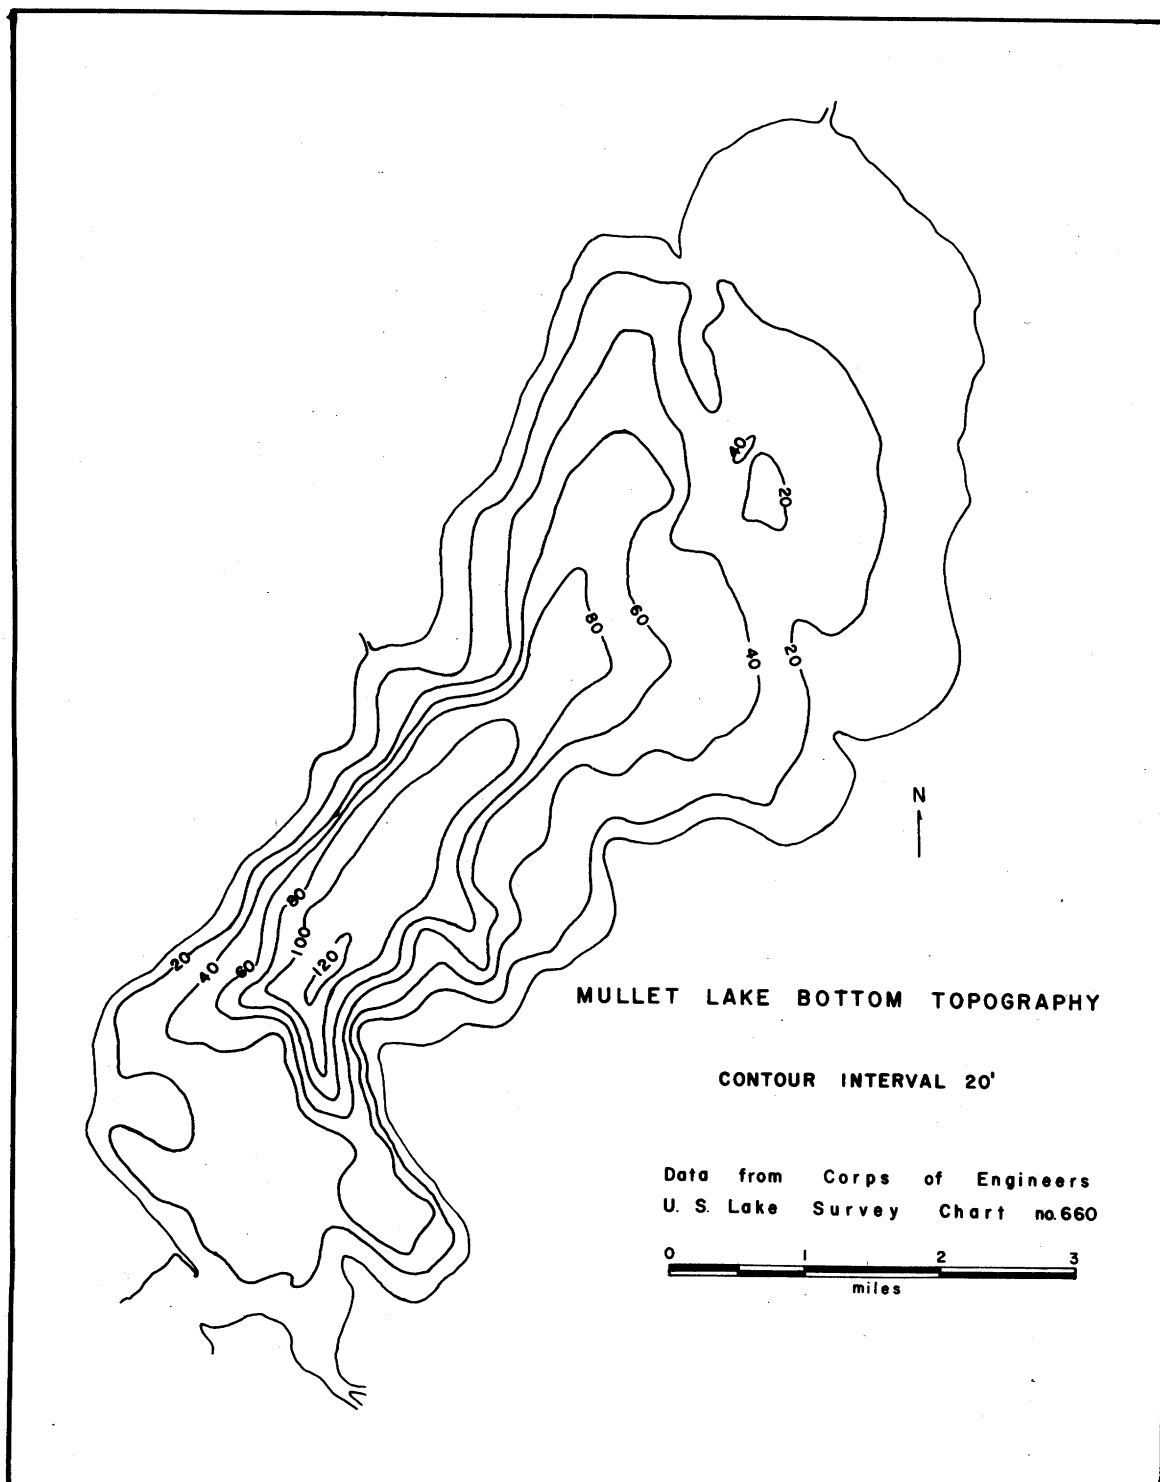 40
20
80
60
40
20
N
80
100
20
40
60
120
MULLET LAKE BOTTOM TOPOGRAPHY
CONTOUR INTERVAL 20'
Data from Corps of Engineers
U. S. Lake Survey Chart no. 660
0 1 2 3
miles